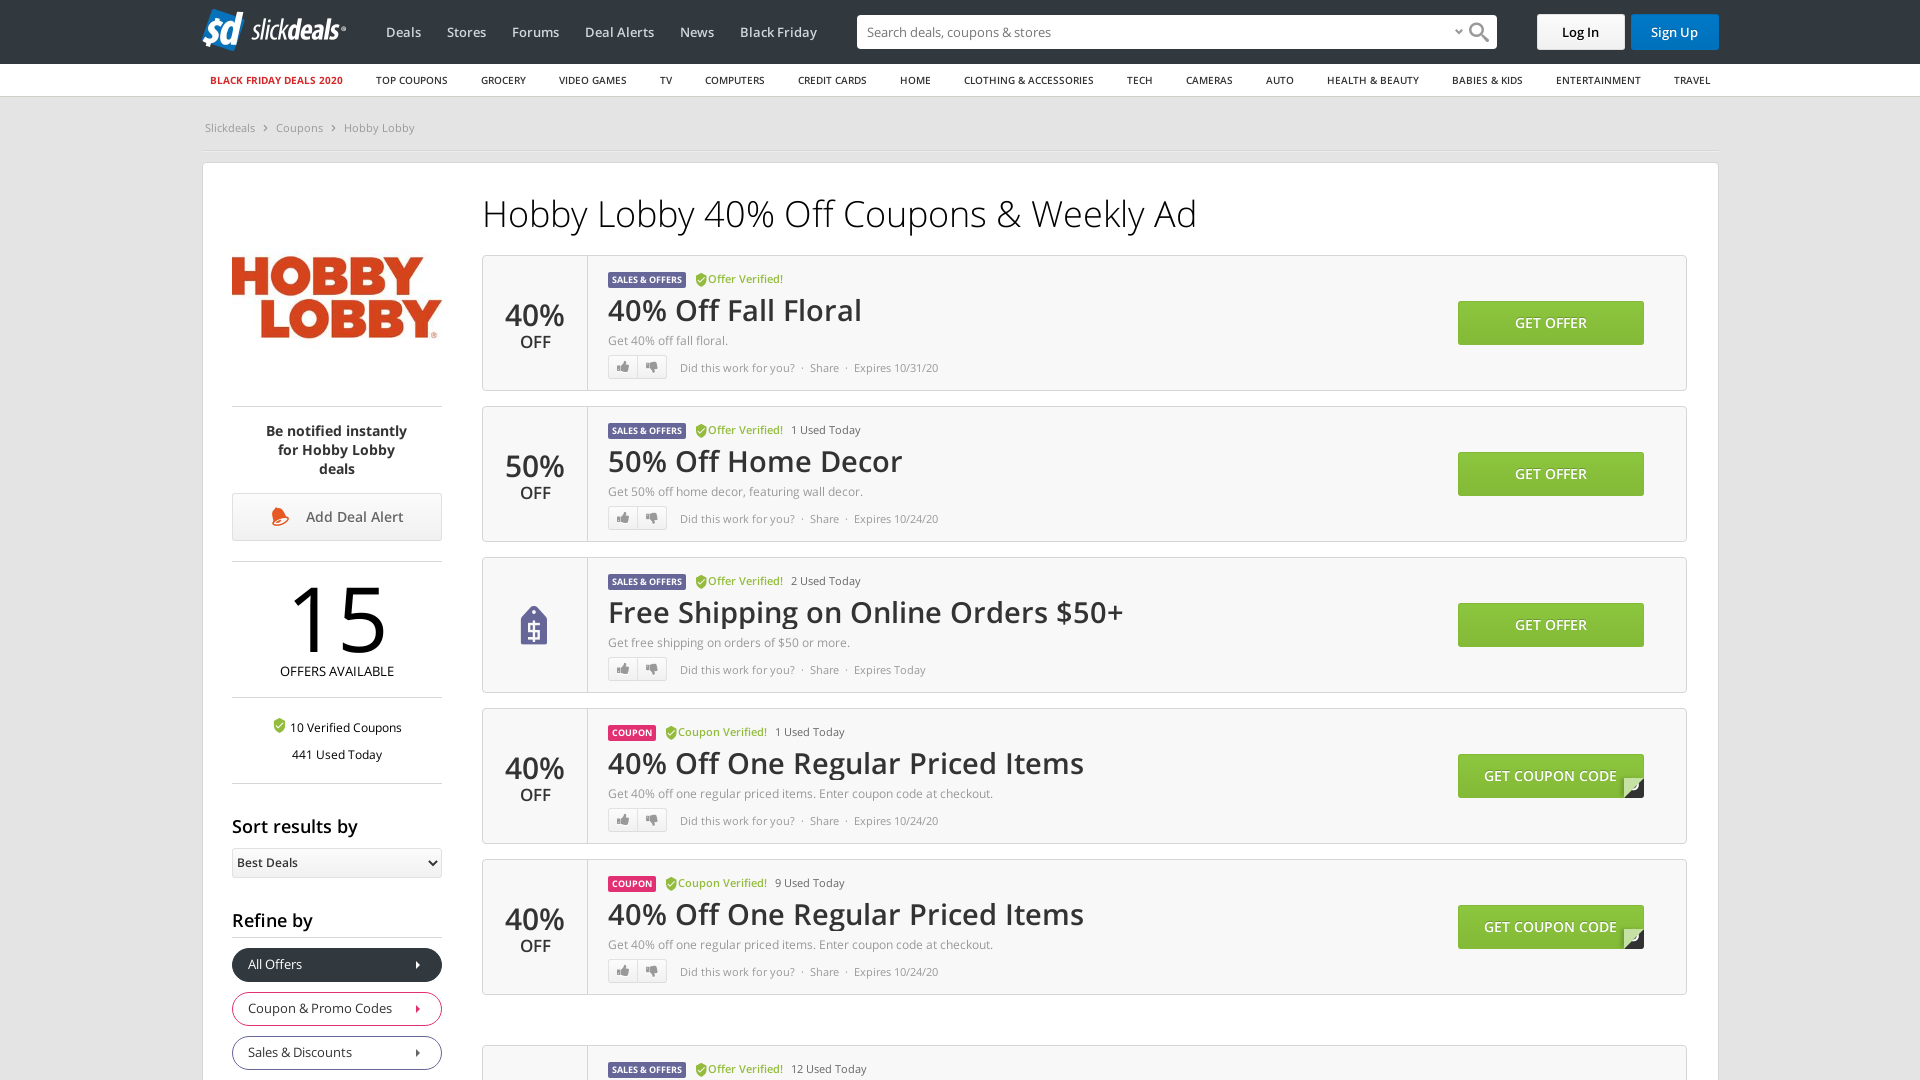 slickdeals
Deals
Stores
Forums
Deal Alerts
News
Black Friday
Search deals, coupons & stores
Log In
Sign Up
BLACK FRIDAY DEALS 2020
TOP COUPONS
GROCERY
VIDEO GAMES
TV
COMPUTERS
CREDIT CARDS
HOME
CLOTHING & ACCESSORIES
TECH
CAMERAS
AUTO
HEALTH & BEAUTY
BABIES & KIDS
ENTERTAINMENT
TRAVEL
Slickdeals > Coupons > Hobby Lobby
HOBBY
LOBBY®
Be notified instantly
for Hobby Lobby
deals
Add Deal Alert
15
OFFERS AVAILABLE
10 Verified Coupons
441 Used Today
Sort results by
Best Deals
Refine by
All Offers
Coupon & Promo Codes
Sales & Discounts
Hobby Lobby 40% Off Coupons & Weekly Ad
40%
OFF
SALES & OFFERS Offer Verified!
40% Off Fall Floral
Get 40% off fall floral.
Did this work for you? · Share · Expires 10/31/20
GET OFFER
50%
OFF
SALES & OFFERS Offer Verified! 1 Used Today
50% Off Home Decor
Get 50% off home decor, featuring wall decor.
Did this work for you? · Share · Expires 10/24/20
GET OFFER
SALES & OFFERS Offer Verified! 2 Used Today
Free Shipping on Online Orders $50+
Get free shipping on orders of $50 or more.
Did this work for you? · Share · Expires Today
GET OFFER
40%
OFF
COUPON Coupon Verified! 1 Used Today
40% Off One Regular Priced Items
Get 40% off one regular priced items. Enter coupon code at checkout.
Did this work for you? · Share · Expires 10/24/20
GET COUPON CODE
40%
OFF
COUPON Coupon Verified! 9 Used Today
40% Off One Regular Priced Items
Get 40% off one regular priced items. Enter coupon code at checkout.
Did this work for you? · Share · Expires 10/24/20
GET COUPON CODE
SALES & OFFERS Offer Verified! 12 Used Today